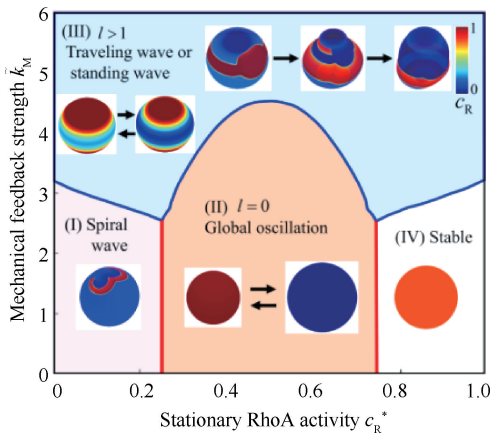 (III) l > 1
Traveling wave or
standing wave
1
0
c_R
(I) Spiral
wave
(II) l = 0
Global oscillation
(IV) Stable
6
5
4
3
2
1
0
0
0.2
0.4
0.6
0.8
1.0
Mechanical feedback strength k̃_M
Stationary RhoA activity c_R*